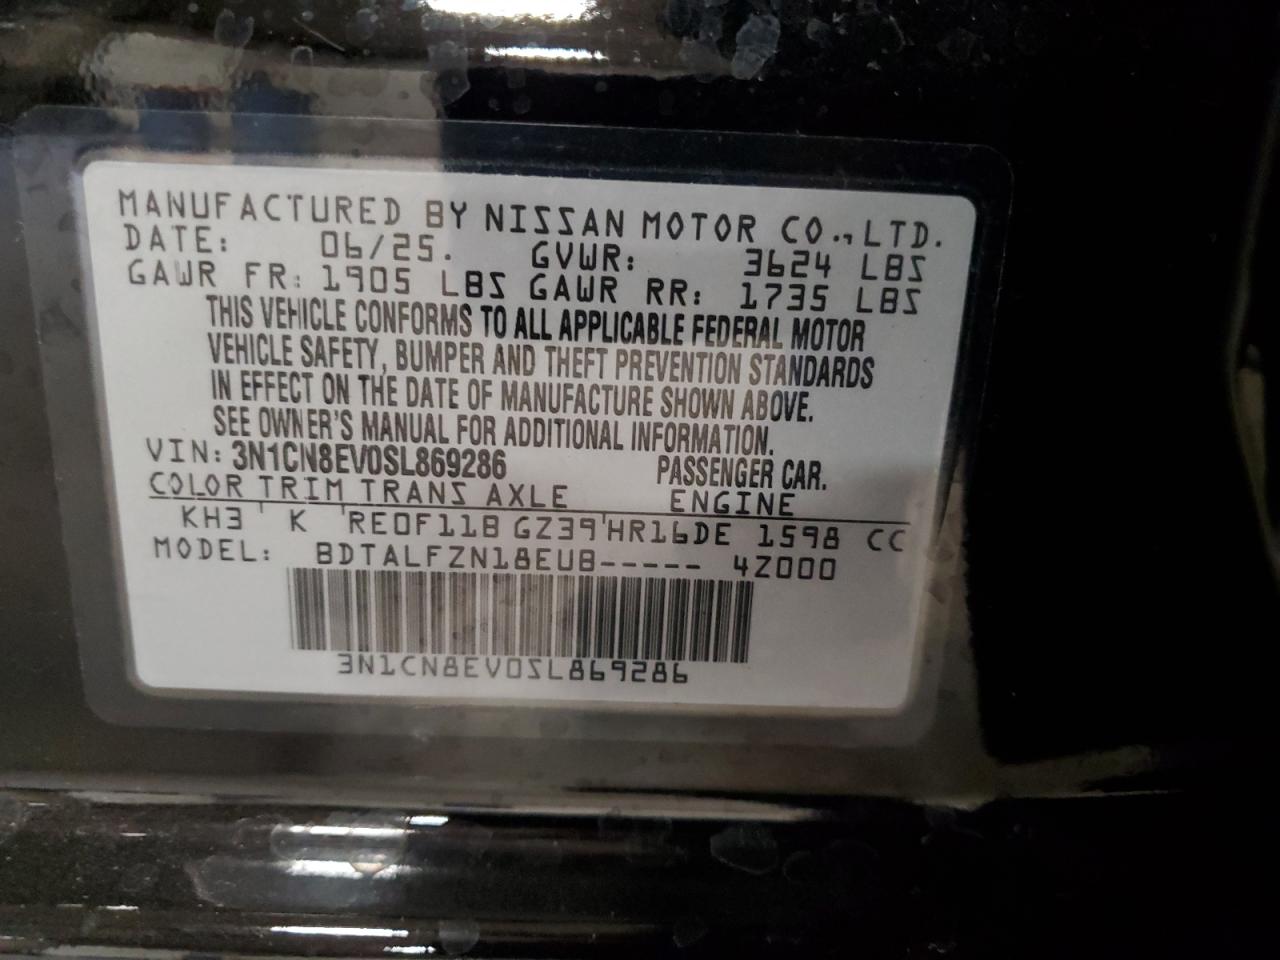 MANUFACTURED BY NISSAN MOTOR CO., LTD.
DATE: 06/25. GVWR: 3624 LBS
GAWR FR: 1905 LBS GAWR RR: 1735 LBS
THIS VEHICLE CONFORMS TO ALL APPLICABLE FEDERAL MOTOR
VEHICLE SAFETY, BUMPER AND THEFT PREVENTION STANDARDS
IN EFFECT ON THE DATE OF MANUFACTURE SHOWN ABOVE.
SEE OWNER'S MANUAL FOR ADDITIONAL INFORMATION.
VIN: 3N1CN8EV0SL869286 PASSENGER CAR.
COLOR TRIM TRANS AXLE ENGINE
KH3 K RE0F11B GZ39 HR16DE 1598 CC
MODEL: BDTALFZN18EUB----- 4Z000
3N1CN8EV0SL869286